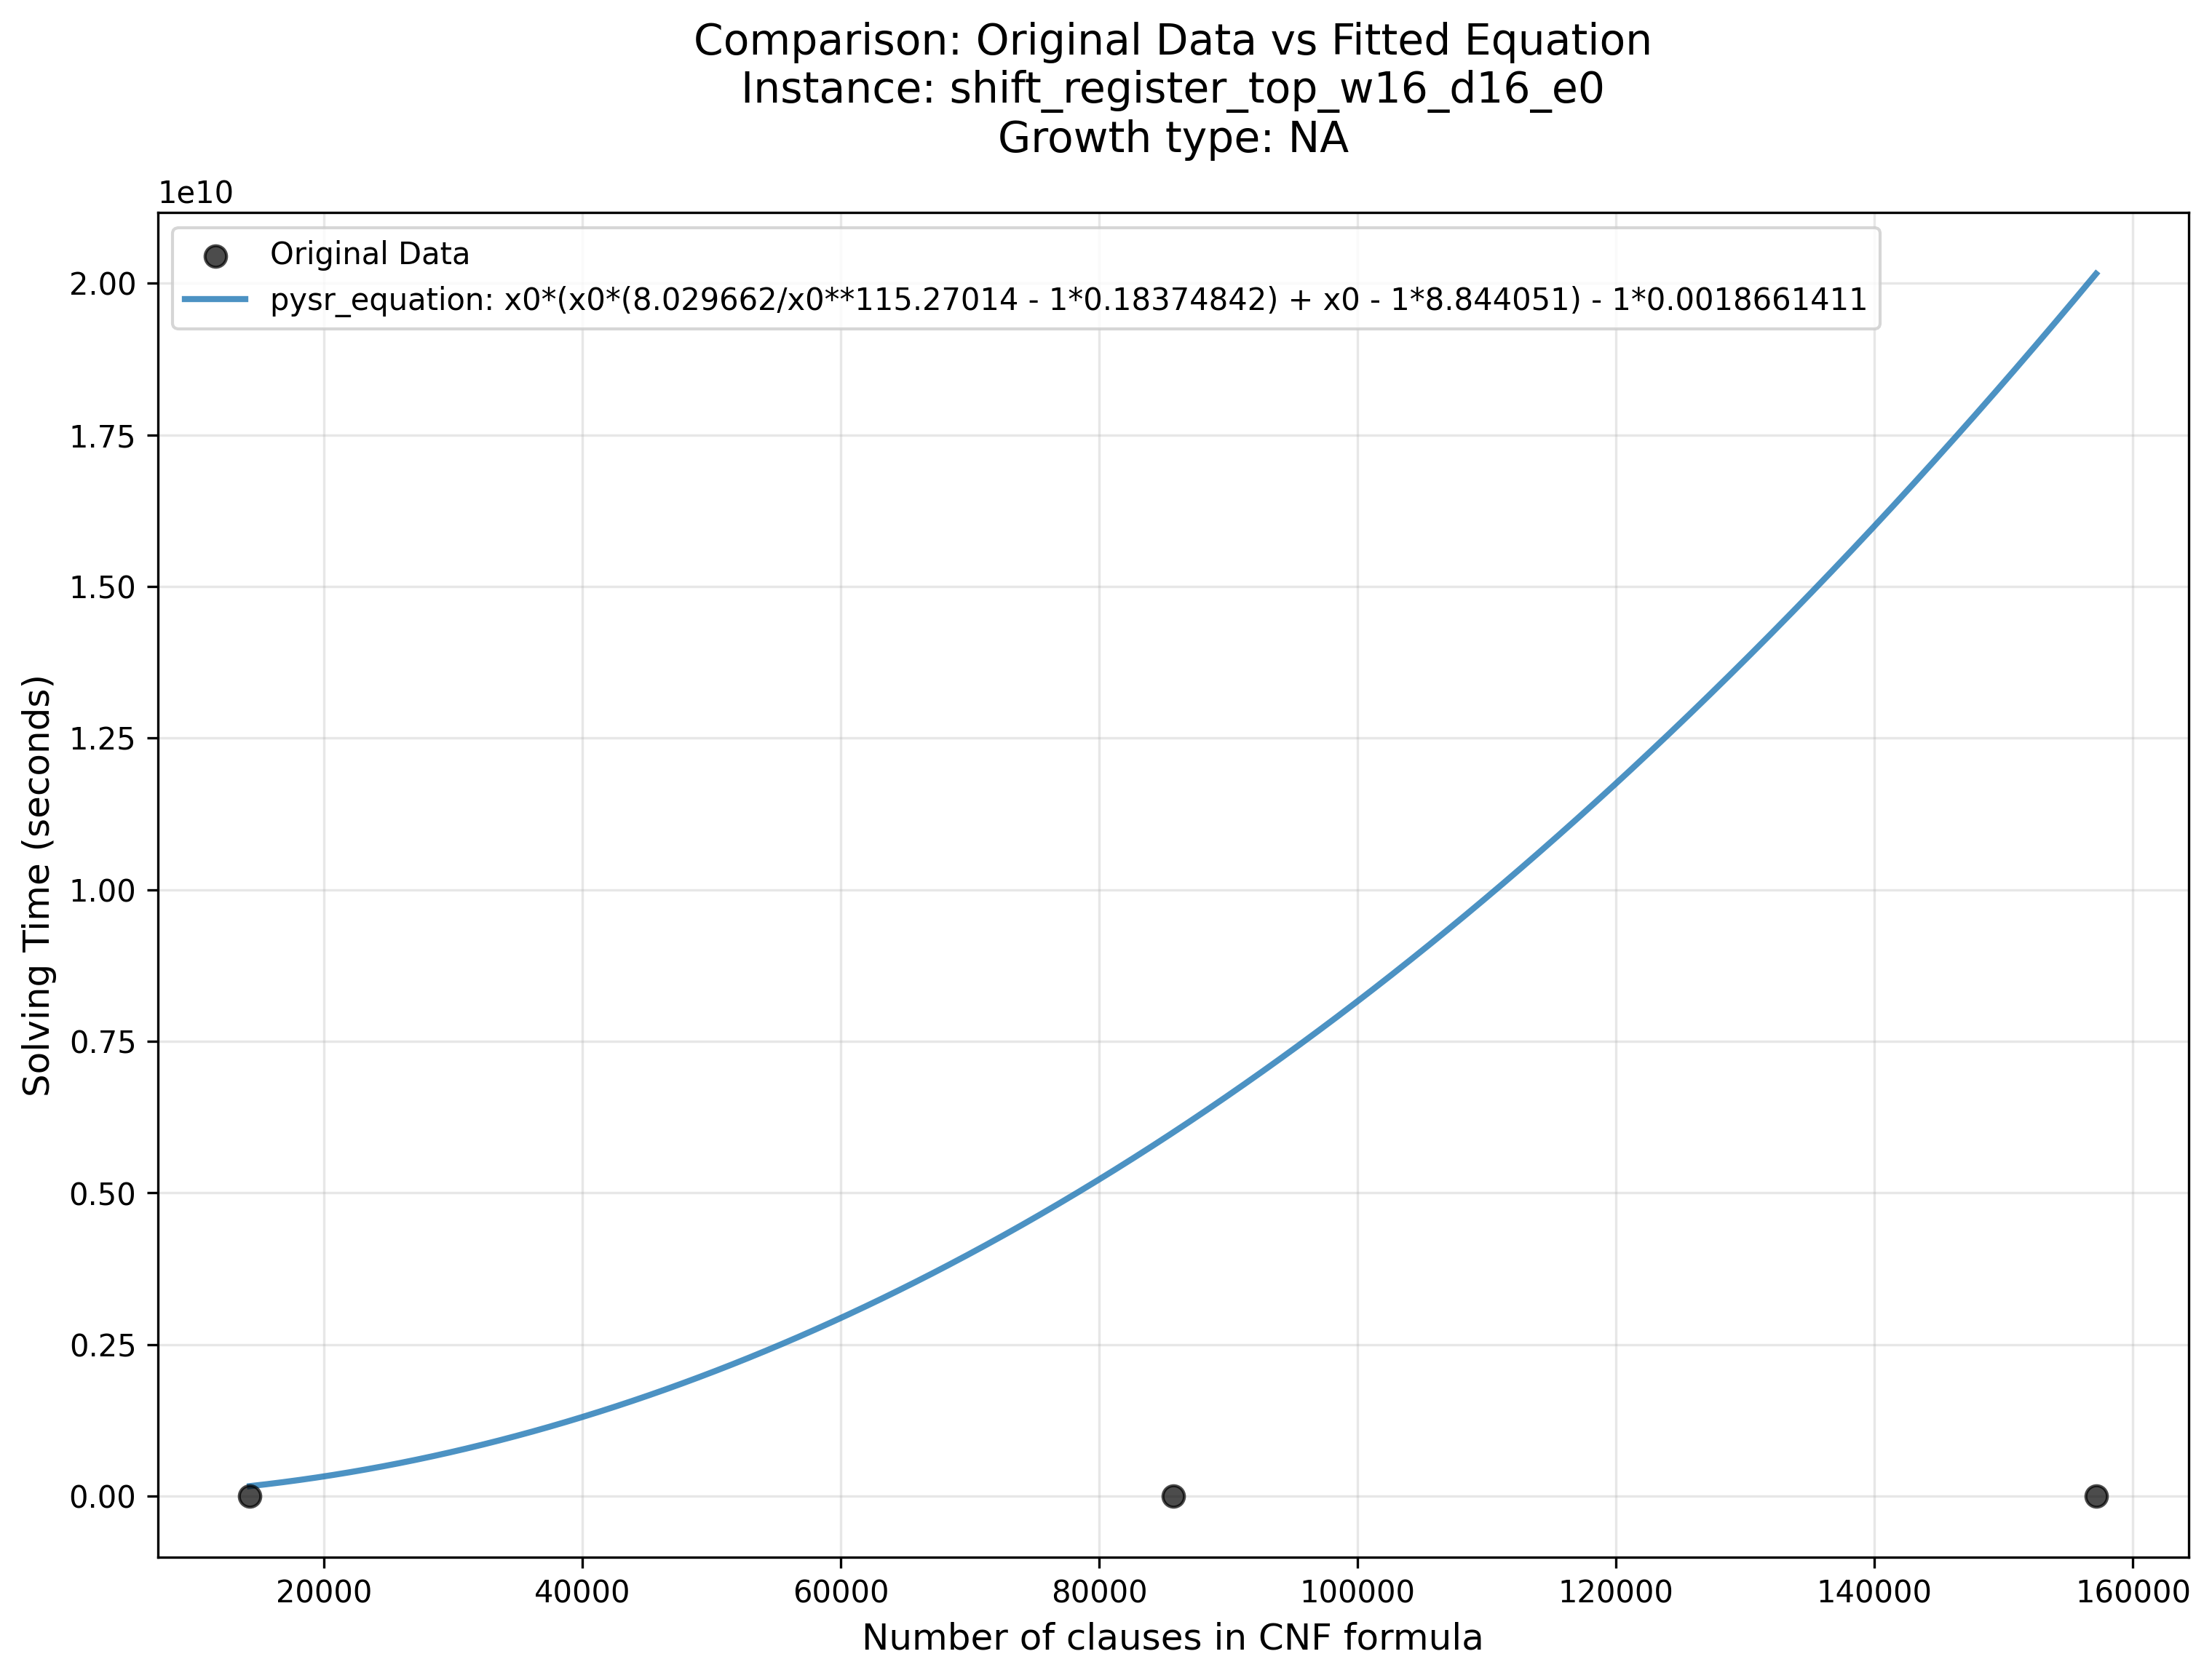 Comparison: Original Data vs Fitted Equation
Instance: shift_register_top_w16_d16_e0
Growth type: NA
1e10
Original Data
pysr_equation: x0*(x0*(8.029662/x0**115.27014 - 1*0.18374842) + x0 - 1*8.844051) - 1*0.0018661411
2.00
1.75
1.50
1.25
1.00
0.75
0.50
0.25
0.00
Solving Time (seconds)
20000 40000 60000 80000 100000 120000 140000 160000
Number of clauses in CNF formula